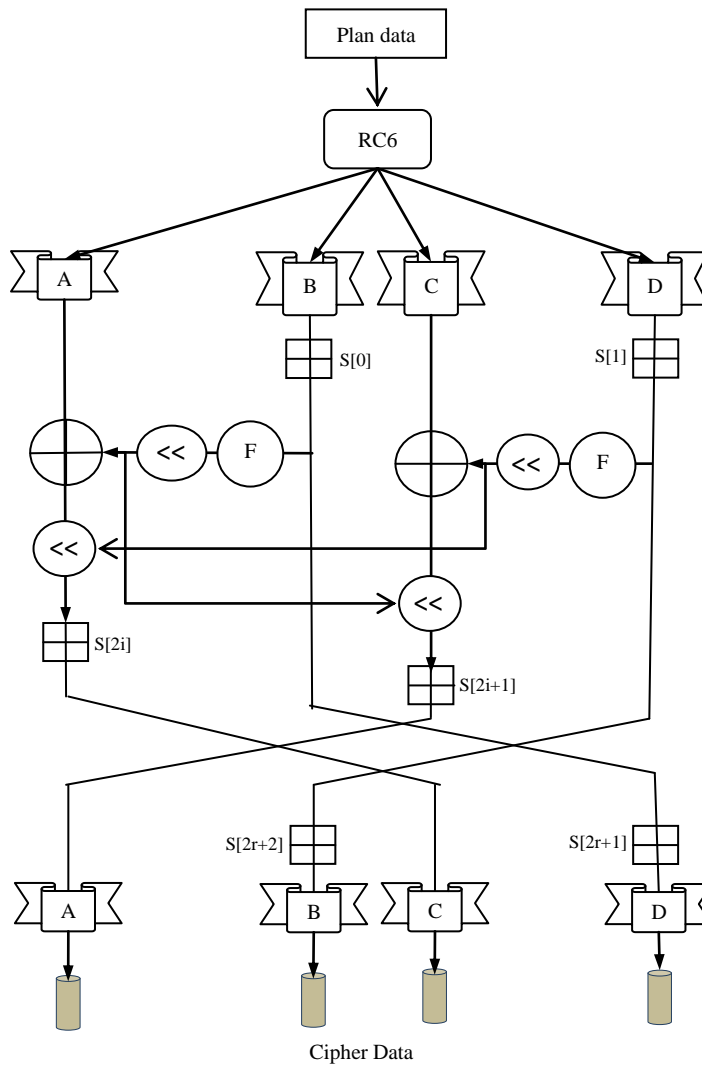 Plan data
RC6
A
B
C
D
S[0]
S[1]
<<
F
<<
F
<<
<<
S[2i]
S[2i+1]
S[2r+2]
S[2r+1]
A
B
C
D
Cipher Data